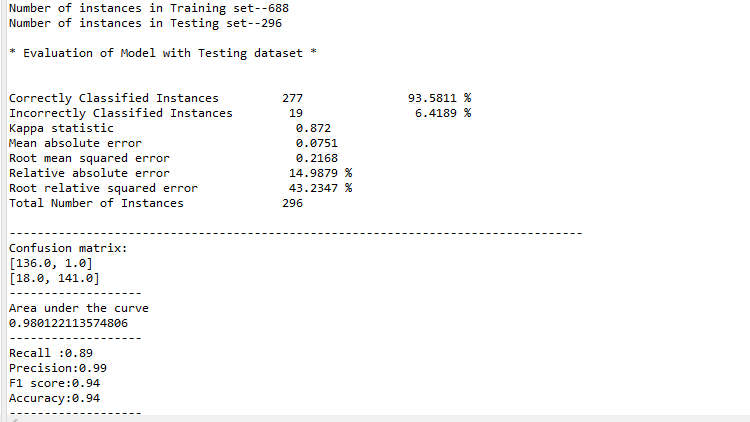 Number of instances in Training set--688
Number of instances in Testing set--296
* Evaluation of Model with Testing dataset *
Correctly Classified Instances 277 93.5811 %
Incorrectly Classified Instances 19 6.4189 %
Kappa statistic 0.872
Mean absolute error 0.0751
Root mean squared error 0.2168
Relative absolute error 14.9879 %
Root relative squared error 43.2347 %
Total Number of Instances 296
----------------------------------------------------------------------------------
Confusion matrix:
[136.0, 1.0]
[18.0, 141.0]
-------------------
Area under the curve
0.980122113574806
-------------------
Recall :0.89
Precision:0.99
F1 score:0.94
Accuracy:0.94
-------------------